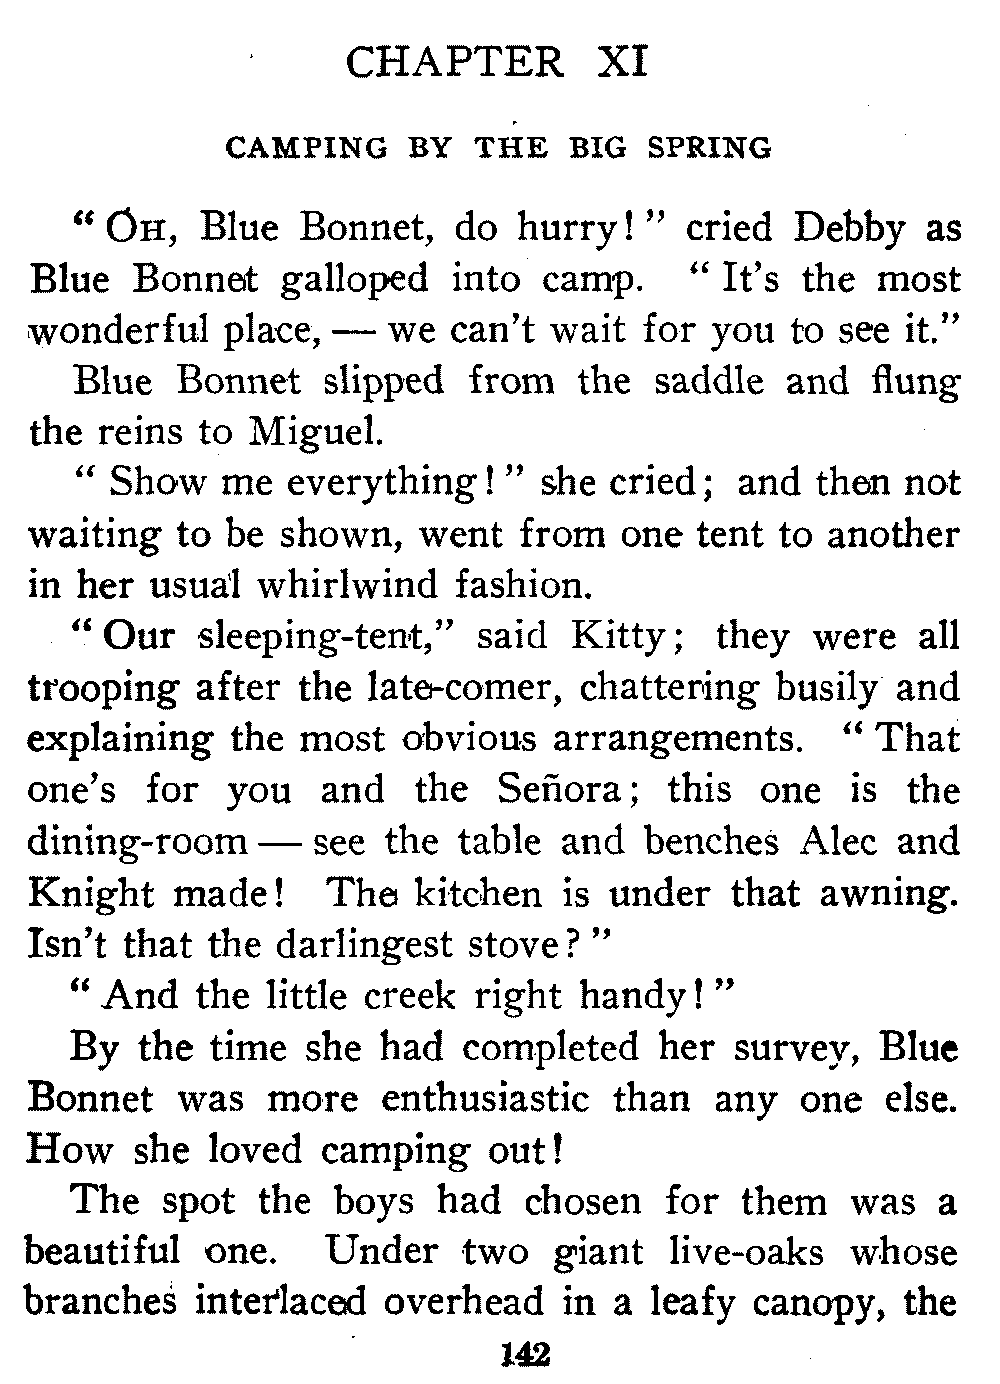 CHAPTER XI
CAMPING BY THE BIG SPRING
“ OH, Blue Bonnet, do hurry! ” cried Debby as
Blue Bonnet galloped into camp. “ It's the most
wonderful place, — we can't wait for you to see it.”
Blue Bonnet slipped from the saddle and flung
the reins to Miguel.
“ Show me everything! ” she cried; and then not
waiting to be shown, went from one tent to another
in her usual whirlwind fashion.
“ Our sleeping-tent,” said Kitty; they were all
trooping after the late-comer, chattering busily and
explaining the most obvious arrangements. “ That
one's for you and the Señora; this one is the
dining-room — see the table and benches Alec and
Knight made! The kitchen is under that awning.
Isn't that the darlingest stove? ”
“ And the little creek right handy! ”
By the time she had completed her survey, Blue
Bonnet was more enthusiastic than any one else.
How she loved camping out!
The spot the boys had chosen for them was a
beautiful one. Under two giant live-oaks whose
branches interlaced overhead in a leafy canopy, the
142